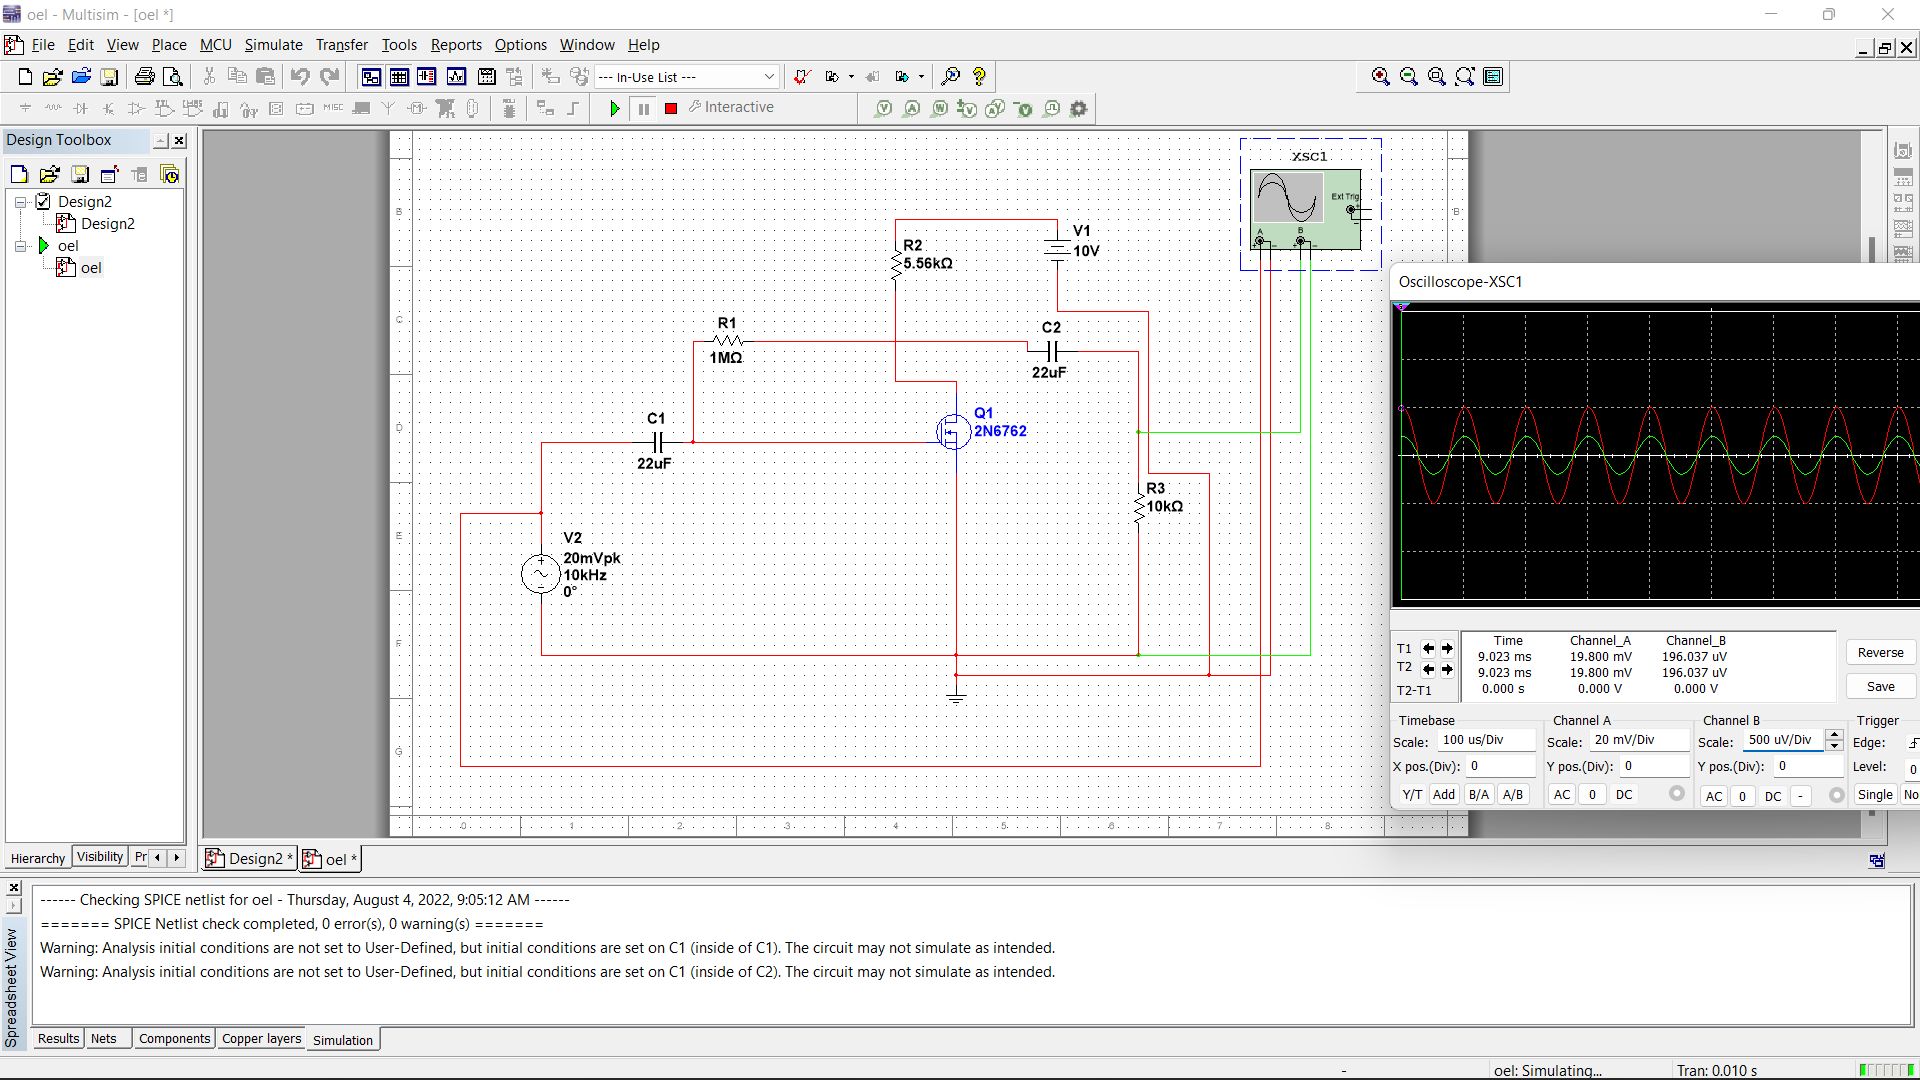 oel - Multisim - [oel *]
File Edit View Place MCU Simulate Transfer Tools Reports Options Window Help
--- In-Use List ---
MISC
Interactive
Design Toolbox
Design2
Design2
oel
oel
Hierarchy Visibility Pr
XSC1
Ext Trig
A B
B
C
D
E
F
G
B
V1
10V
R2
5.56kΩ
R1
1MΩ
C2
22uF
C1
22uF
Q1
2N6762
R3
10kΩ
V2
20mVpk
10kHz
0°
0 1 2 3 4 5 6 7 8
Oscilloscope-XSC1
Time Channel_A Channel_B
T1 9.023 ms 19.800 mV 196.037 uV
T2 9.023 ms 19.800 mV 196.037 uV
T2-T1 0.000 s 0.000 V 0.000 V
Reverse
Save
Timebase Channel A Channel B Trigger
Scale: 100 us/Div Scale: 20 mV/Div Scale: 500 uV/Div Edge:
X pos.(Div): 0 Y pos.(Div): 0 Y pos.(Div): 0 Level: 0
Y/T Add B/A A/B AC 0 DC AC 0 DC - Single No
Design2 * oel *
------ Checking SPICE netlist for oel - Thursday, August 4, 2022, 9:05:12 AM ------
======= SPICE Netlist check completed, 0 error(s), 0 warning(s) =======
Warning: Analysis initial conditions are not set to User-Defined, but initial conditions are set on C1 (inside of C1). The circuit may not simulate as intended.
Warning: Analysis initial conditions are not set to User-Defined, but initial conditions are set on C1 (inside of C2). The circuit may not simulate as intended.
Spreadsheet View
Results Nets Components Copper layers Simulation
- oel: Simulating... Tran: 0.010 s